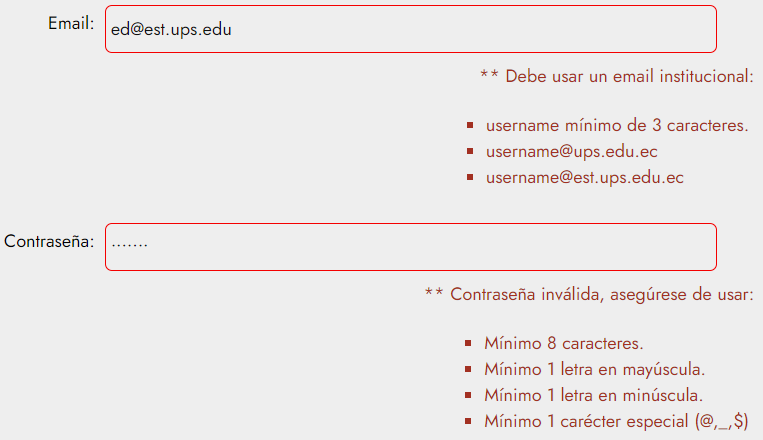 Email:
ed@est.ups.edu
** Debe usar un email institucional:
username mínimo de 3 caracteres.
username@ups.edu.ec
username@est.ups.edu.ec
Contraseña:
.......
** Contraseña inválida, asegúrese de usar:
Mínimo 8 caracteres.
Mínimo 1 letra en mayúscula.
Mínimo 1 letra en minúscula.
Mínimo 1 carécter especial (@,_,$)